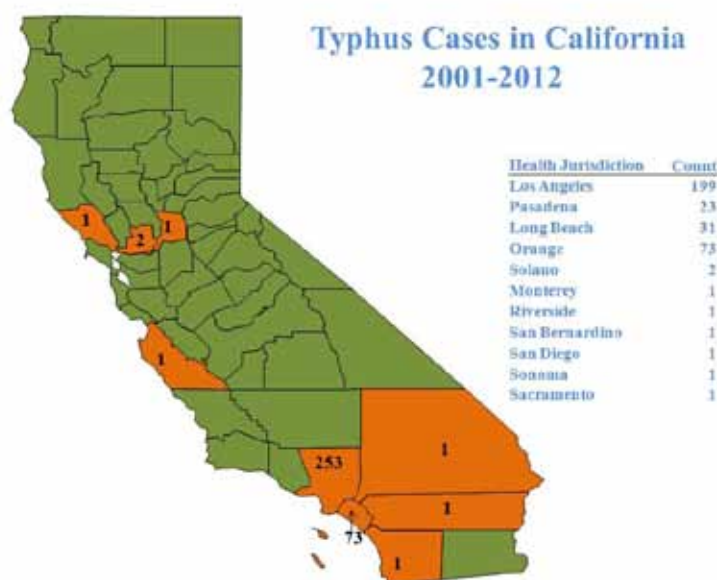 Typhus Cases in California
2001-2012
Health Jurisdiction Count
Los Angeles 199
Pasadena 23
Long Beach 31
Orange 73
Solano 2
Monterey 1
Riverside 1
San Bernardino 1
San Diego 1
Sonoma 1
Sacramento 1
1
2
1
1
253
1
1
73
1